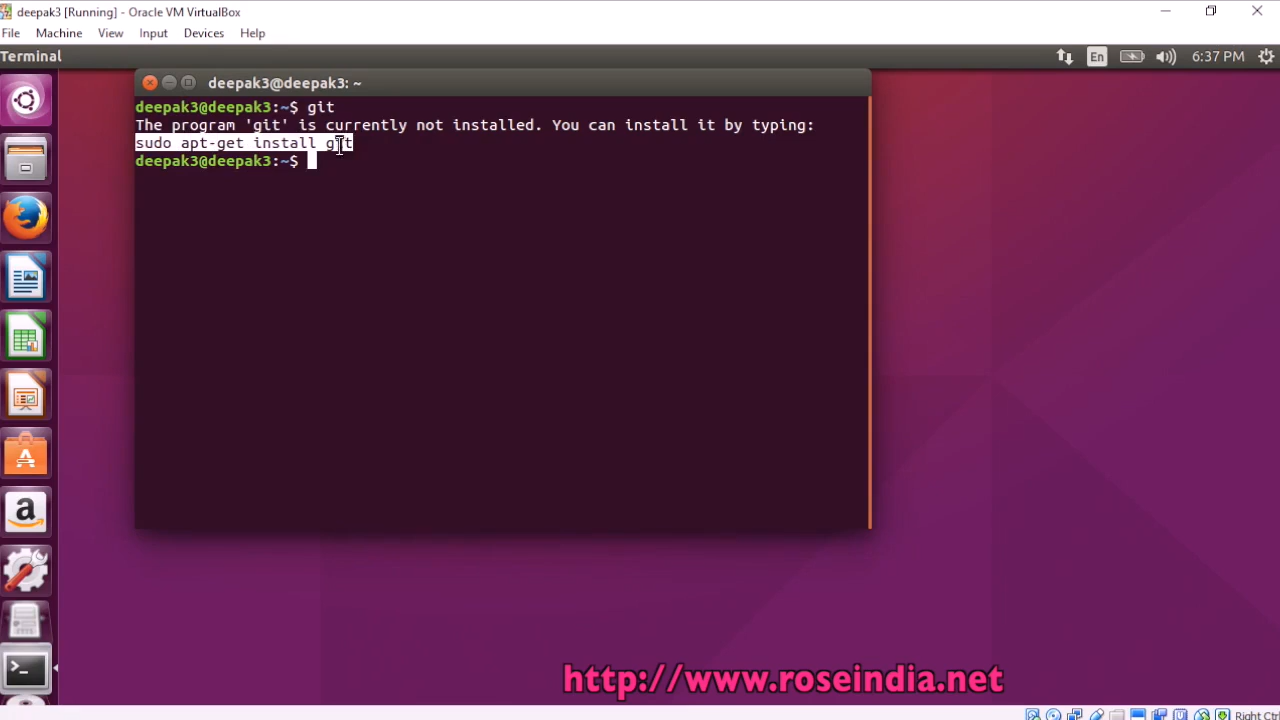 deepak3 [Running] - Oracle VM VirtualBox
File Machine View Input Devices Help
Terminal En 6:37 PM
deepak3@deepak3: ~
deepak3@deepak3:~$ git
The program 'git' is currently not installed. You can install it by typing:
sudo apt-get install git
deepak3@deepak3:~$
http://www.roseindia.net
Right Ctrl